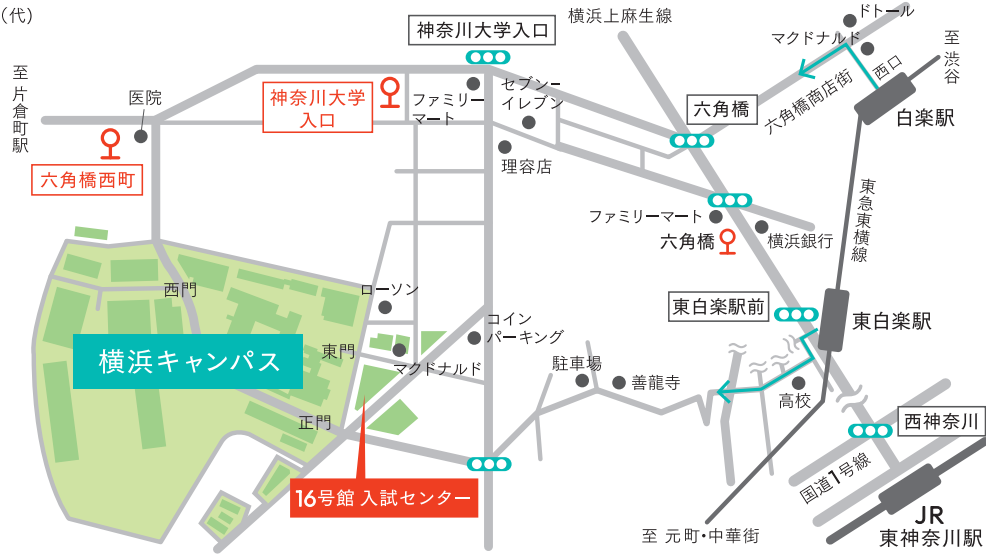 (代)
神奈川大学入口
横浜上麻生線
ドトール
マクドナルド
至
渋谷
西口
六角橋商店街
白楽駅
至
片倉町駅
医院
神奈川大学
入口
ファミリー
マート
セブン-
イレブン
六角橋
理容店
六角橋西町
東急東横線
ファミリーマート
六角橋
横浜銀行
西門
ローソン
東白楽駅前
東白楽駅
コイン
パーキング
東門
横浜キャンパス
マクドナルド
駐車場
善龍寺
高校
正門
西神奈川
国道1号線
16号館 入試センター
JR
東神奈川駅
至 元町・中華街